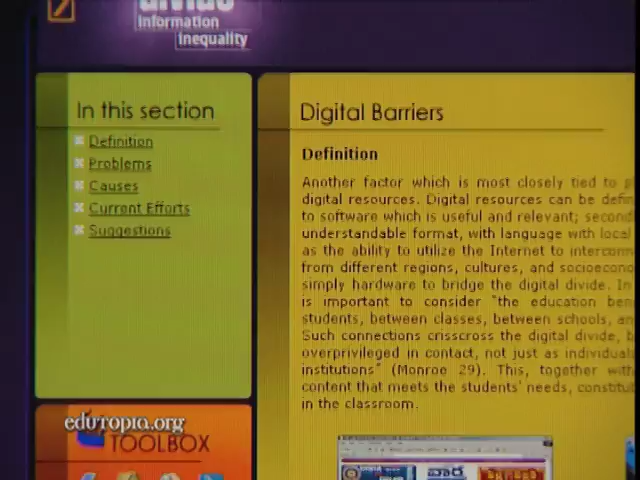 divide
information
inequality
In this section
Definition
Problems
Causes
Current Efforts
Suggestions
edutopia.org
TOOLBOX
Digital Barriers
Definition
Another factor which is most closely tied to
digital resources. Digital resources can be
to software which is useful and relevant;
understandable format, with language with local
as the ability to utilize the Internet to
from different regions, cultures, and
simply hardware to bridge the digital divide. In
is important to consider "the education
students, between classes, between schools,
Such connections crisscross the digital divide,
overprivileged in contact, not just as
institutions" (Monroe 29). This, together with
content that meets the students' needs,
in the classroom.